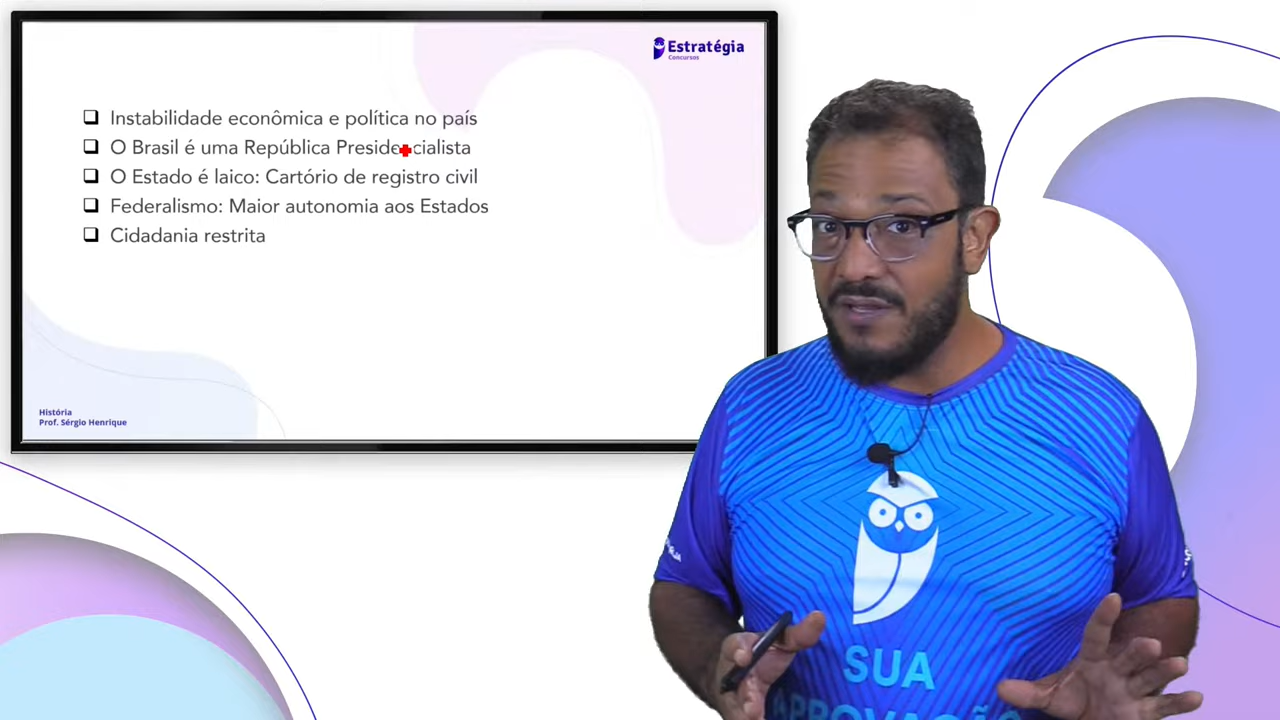 Estratégia
Concursos
Instabilidade econômica e política no país
O Brasil é uma República Presidencialista
O Estado é laico: Cartório de registro civil
Federalismo: Maior autonomia aos Estados
Cidadania restrita
História
Prof. Sérgio Henrique
SUA
APROVAÇÃO